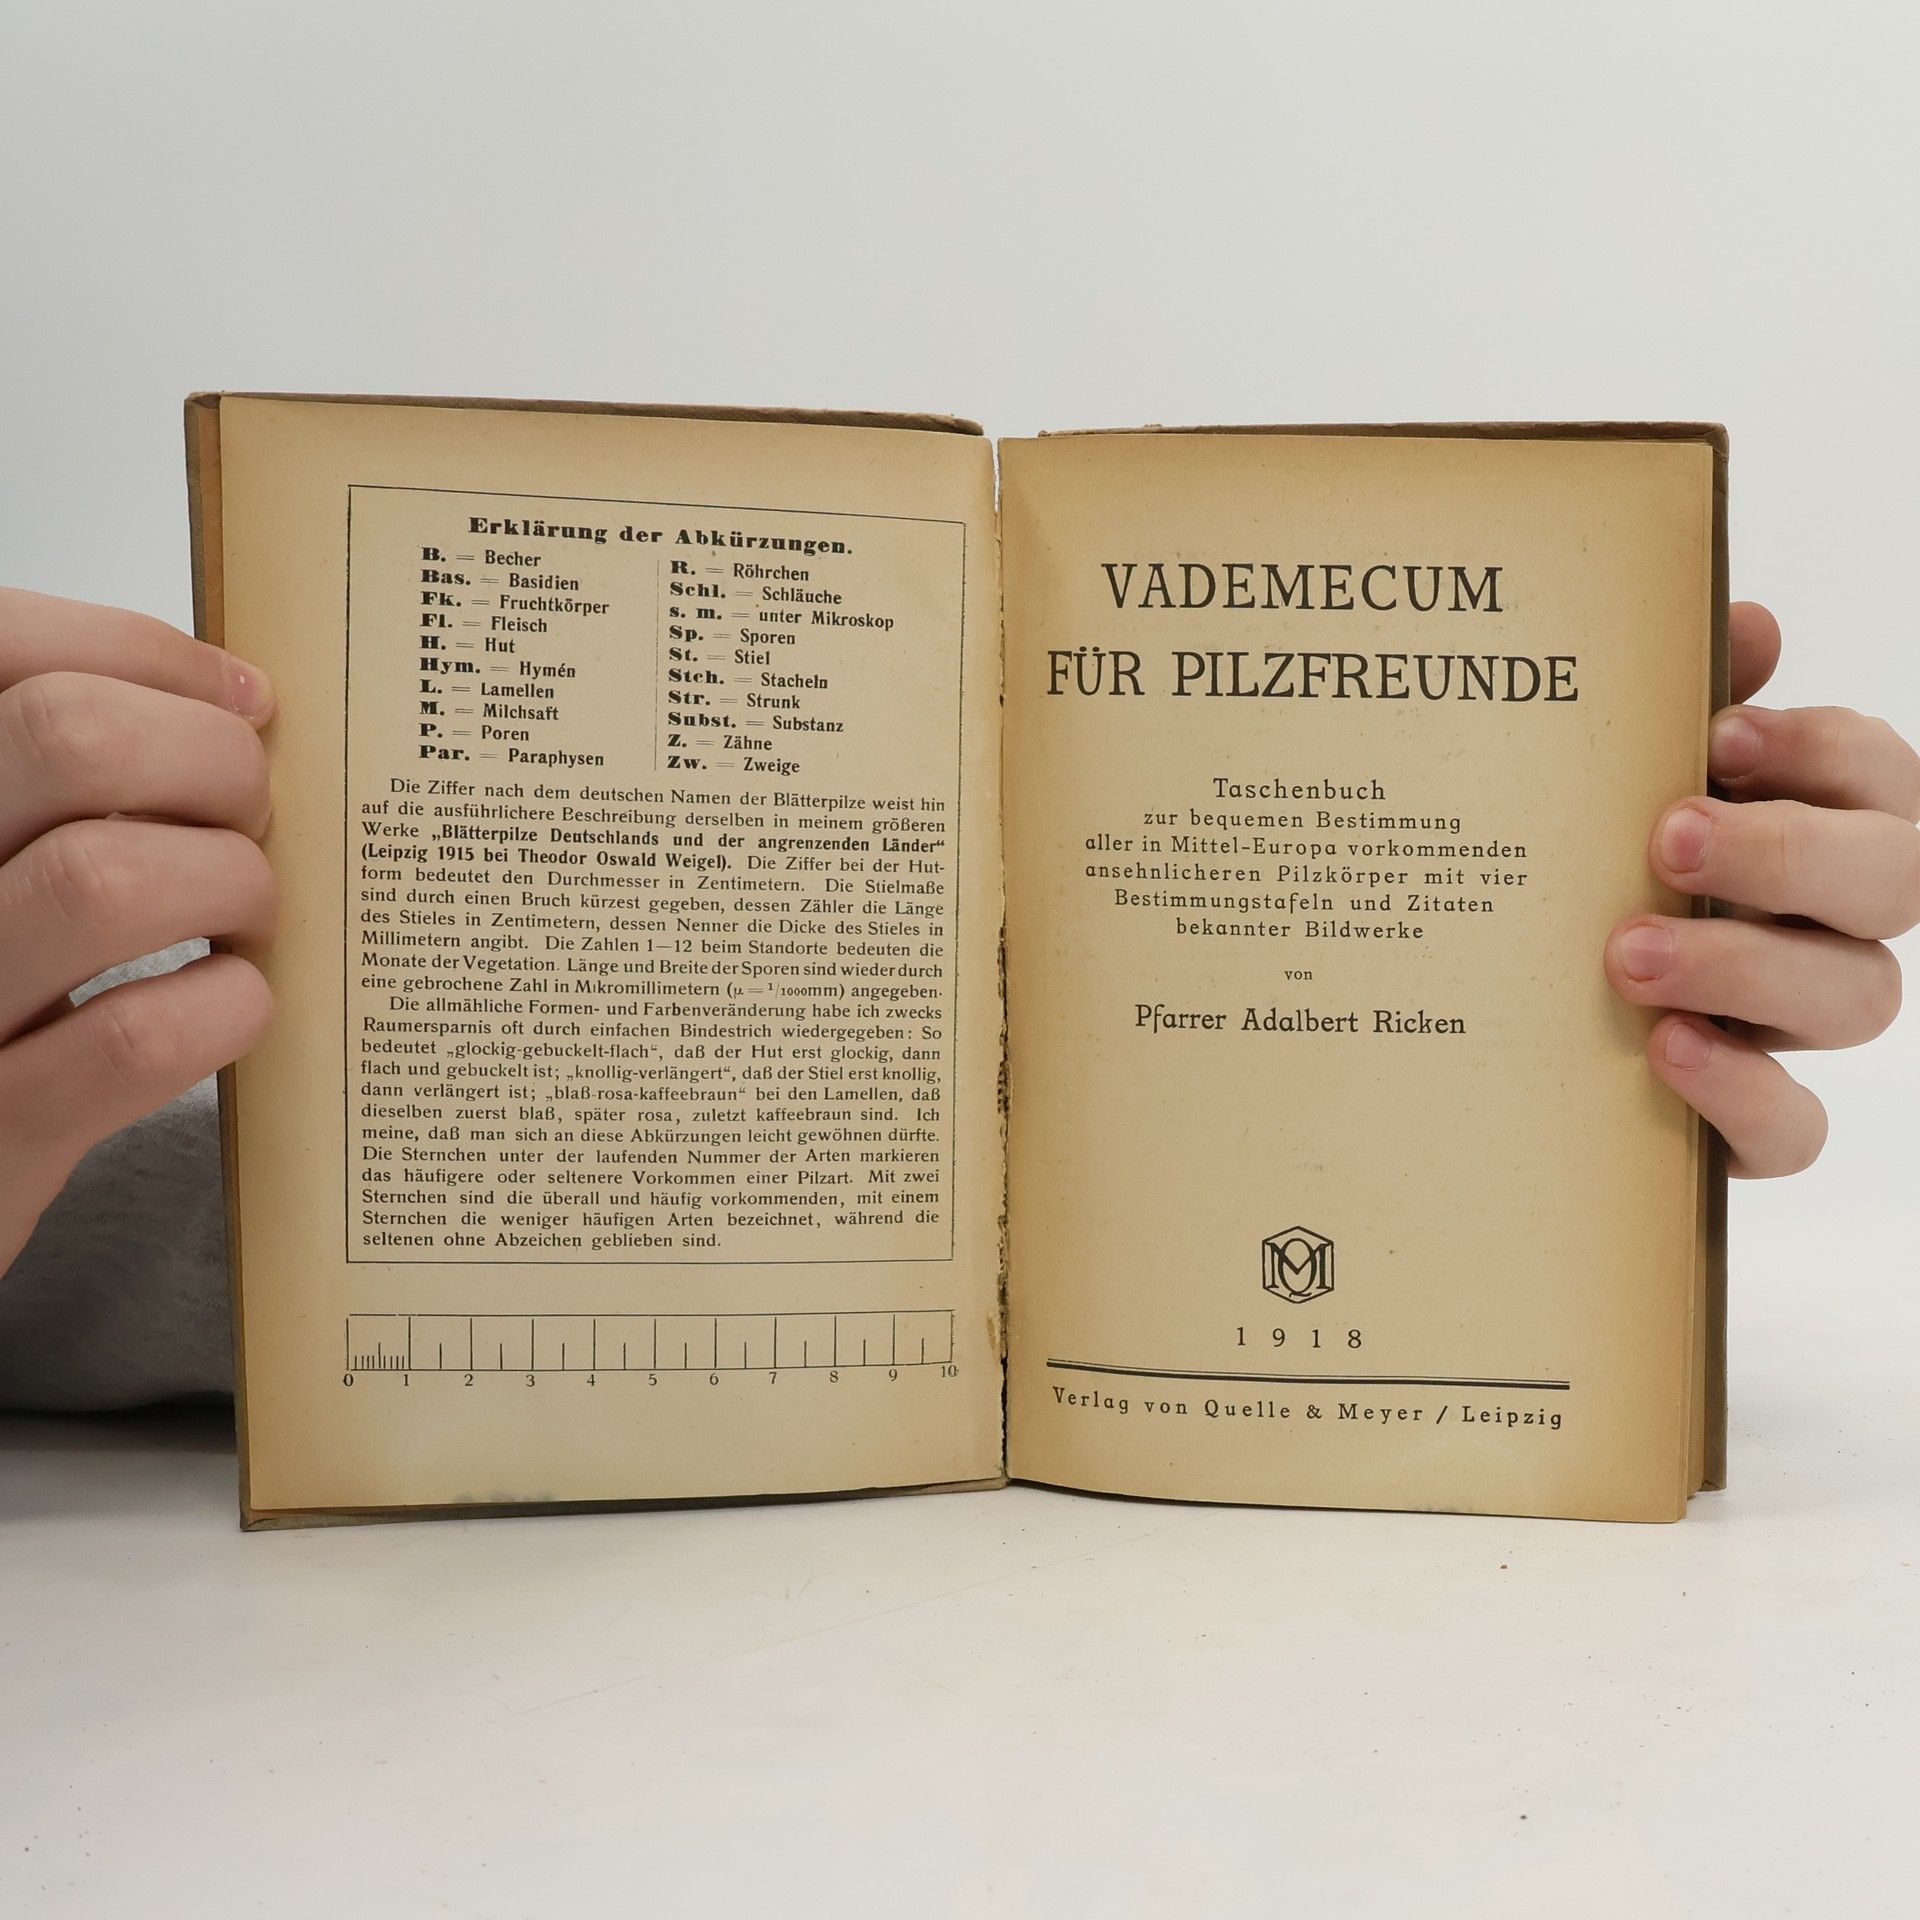 Erklärung der Abkürzungen.
B. = Becher
Bas. = Basidien
Fk. = Fruchtkörper
Fl. = Fleisch
H. = Hut
Hym. = Hymén
L. = Lamellen
M. = Milchsaft
P. = Poren
Par. = Paraphysen
R. = Röhrchen
Schl. = Schläuche
s. m. = unter Mikroskop
Sp. = Sporen
St. = Stiel
Stch. = Stacheln
Str. = Strunk
Subst. = Substanz
Z. = Zähne
Zw. = Zweige
Die Ziffer nach dem deutschen Namen der Blätterpilze weist hin
auf die ausführlichere Beschreibung derselben in meinem größeren
Werke „Blätterpilze Deutschlands und der angrenzenden Länder“
(Leipzig 1915 bei Theodor Oswald Weigel). Die Ziffer bei der Hut-
form bedeutet den Durchmesser in Zentimetern. Die Stielmaße
sind durch einen Bruch kürzest gegeben, dessen Zähler die Länge
des Stieles in Zentimetern, dessen Nenner die Dicke des Stieles in
Millimetern angibt. Die Zahlen 1—12 beim Standorte bedeuten die
Monate der Vegetation. Länge und Breite der Sporen sind wieder durch
eine gebrochene Zahl in Mikromillimetern (μ = 1/1000mm) angegeben.
Die allmähliche Formen- und Farbenveränderung habe ich zwecks
Raumersparnis oft durch einfachen Bindestrich wiedergegeben: So
bedeutet „glockig-gebuckelt-flach“, daß der Hut erst glockig, dann
flach und gebuckelt ist; „knollig-verlängert“, daß der Stiel erst knollig,
dann verlängert ist; „blaß-rosa-kaffeebraun“ bei den Lamellen, daß
dieselben zuerst blaß, später rosa, zuletzt kaffeebraun sind. Ich
meine, daß man sich an diese Abkürzungen leicht gewöhnen dürfte.
Die Sternchen unter der laufenden Nummer der Arten markieren
das häufigere oder seltenere Vorkommen einer Pilzart. Mit zwei
Sternchen sind die überall und häufig vorkommenden, mit einem
Sternchen die weniger häufigen Arten bezeichnet, während die
seltenen ohne Abzeichen geblieben sind.
0 1 2 3 4 5 6 7 8 9 10
VADEMECUM
FÜR PILZFREUNDE
Taschenbuch
zur bequemen Bestimmung
aller in Mittel-Europa vorkommenden
ansehnlicheren Pilzkörper mit vier
Bestimmungstafeln und Zitaten
bekannter Bildwerke
von
Pfarrer Adalbert Ricken
QM
1918
Verlag von Quelle & Meyer / Leipzig